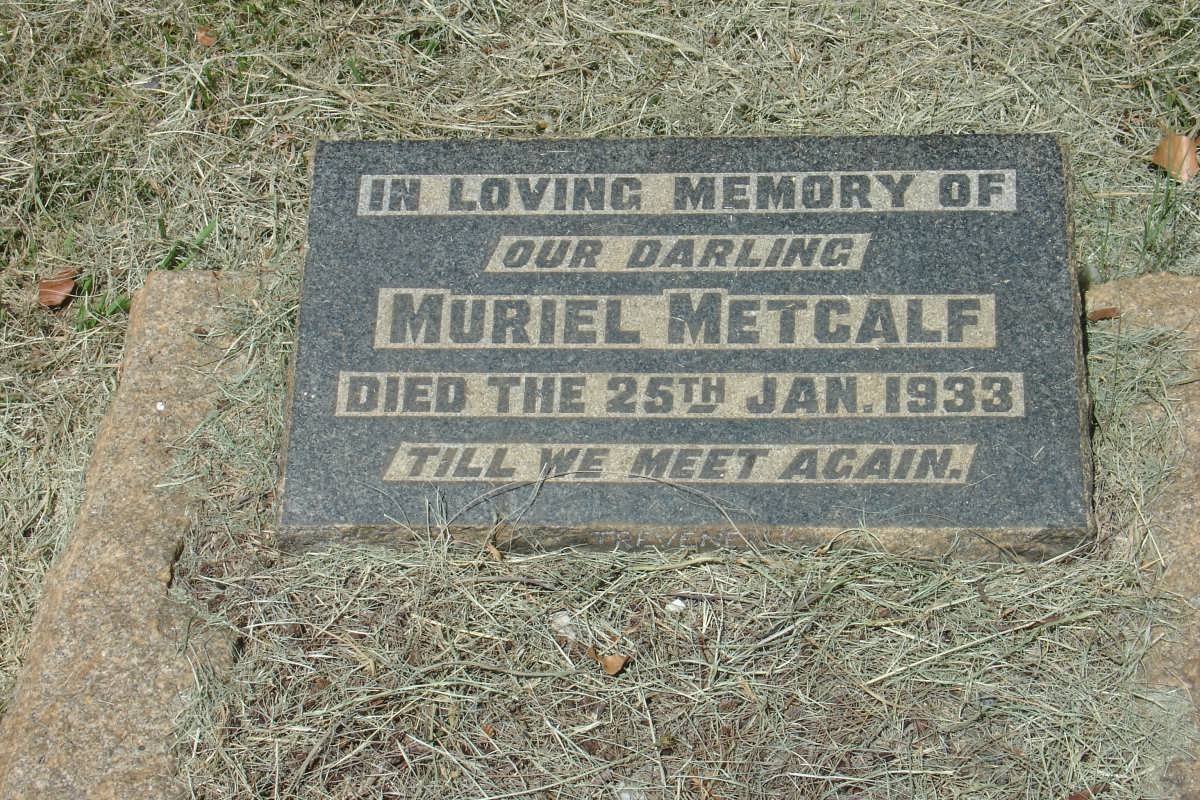 IN LOVING MEMORY OF
OUR DARLING
MURIEL METCALF
DIED THE 25TH JAN. 1933
TILL WE MEET AGAIN.